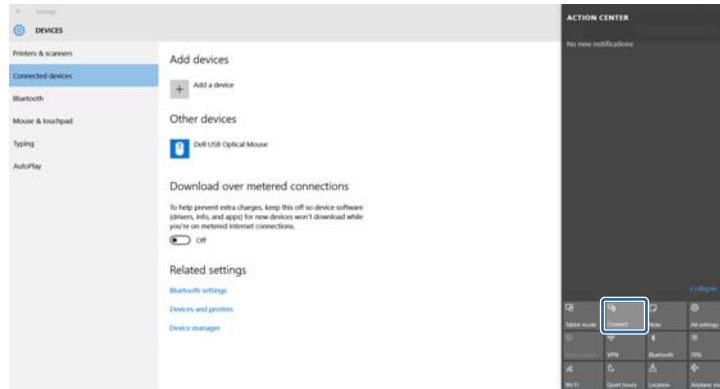 Settings
DEVICES
Printers & scanners
Connected devices
Bluetooth
Mouse & touchpad
Typing
AutoPlay
Add devices
Add a device
Other devices
Dell USB Optical Mouse
Download over metered connections
To help prevent extra charges, keep this off so device software
(drivers, info, and apps) for new devices won't download while
you're on metered Internet connections.
Off
Related settings
Bluetooth settings
Devices and printers
Device manager
ACTION CENTER
No new notifications
Collapse
Tablet mode
Connect
Note
All settings
VPN
Bluetooth
70%
Wi-Fi
Quiet hours
Location
Airplane mo